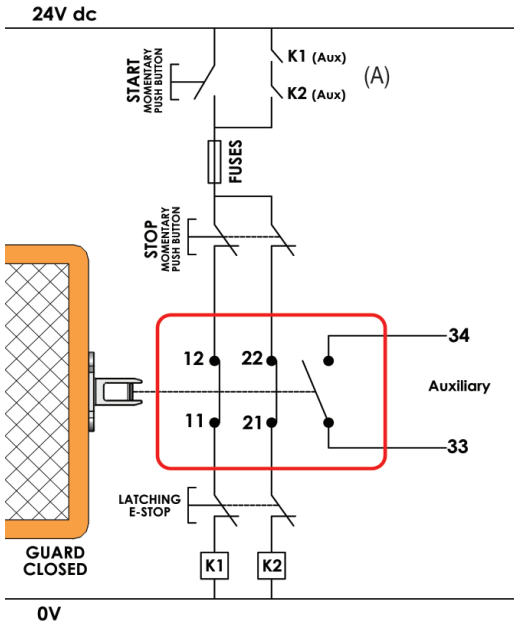 24V dc
START
MOMENTARY
PUSH BUTTON
K1 (Aux)
K2 (Aux)
(A)
FUSES
STOP
MOMENTARY
PUSH BUTTON
12
22
34
Auxiliary
11
21
33
LATCHING
E-STOP
GUARD
CLOSED
K1
K2
0V